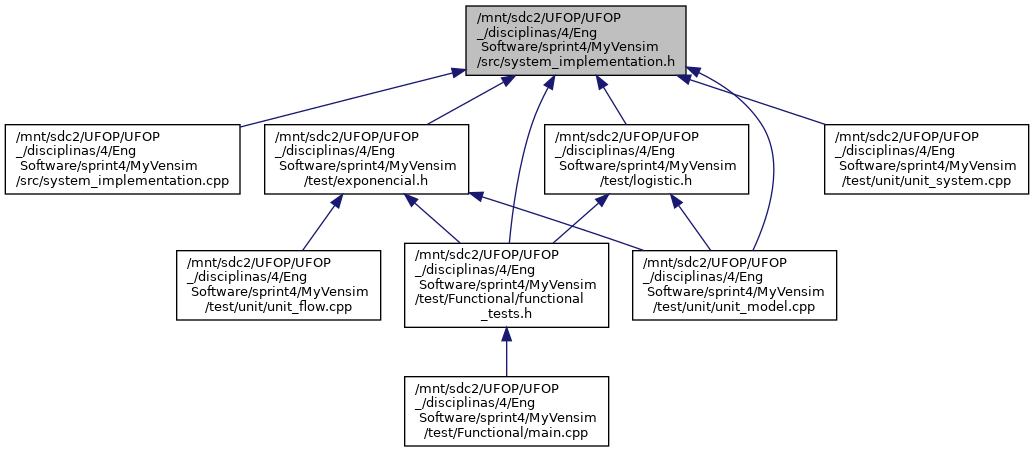 /mnt/sdc2/UFOP/UFOP
_/disciplinas/4/Eng
Software/sprint4/MyVensim
/src/system_implementation.h
/mnt/sdc2/UFOP/UFOP
_/disciplinas/4/Eng
Software/sprint4/MyVensim
/src/system_implementation.cpp
/mnt/sdc2/UFOP/UFOP
_/disciplinas/4/Eng
Software/sprint4/MyVensim
/test/exponencial.h
/mnt/sdc2/UFOP/UFOP
_/disciplinas/4/Eng
Software/sprint4/MyVensim
/test/logistic.h
/mnt/sdc2/UFOP/UFOP
_/disciplinas/4/Eng
Software/sprint4/MyVensim
/test/unit/unit_system.cpp
/mnt/sdc2/UFOP/UFOP
_/disciplinas/4/Eng
Software/sprint4/MyVensim
/test/unit/unit_flow.cpp
/mnt/sdc2/UFOP/UFOP
_/disciplinas/4/Eng
Software/sprint4/MyVensim
/test/Functional/functional
_tests.h
/mnt/sdc2/UFOP/UFOP
_/disciplinas/4/Eng
Software/sprint4/MyVensim
/test/unit/unit_model.cpp
/mnt/sdc2/UFOP/UFOP
_/disciplinas/4/Eng
Software/sprint4/MyVensim
/test/Functional/main.cpp